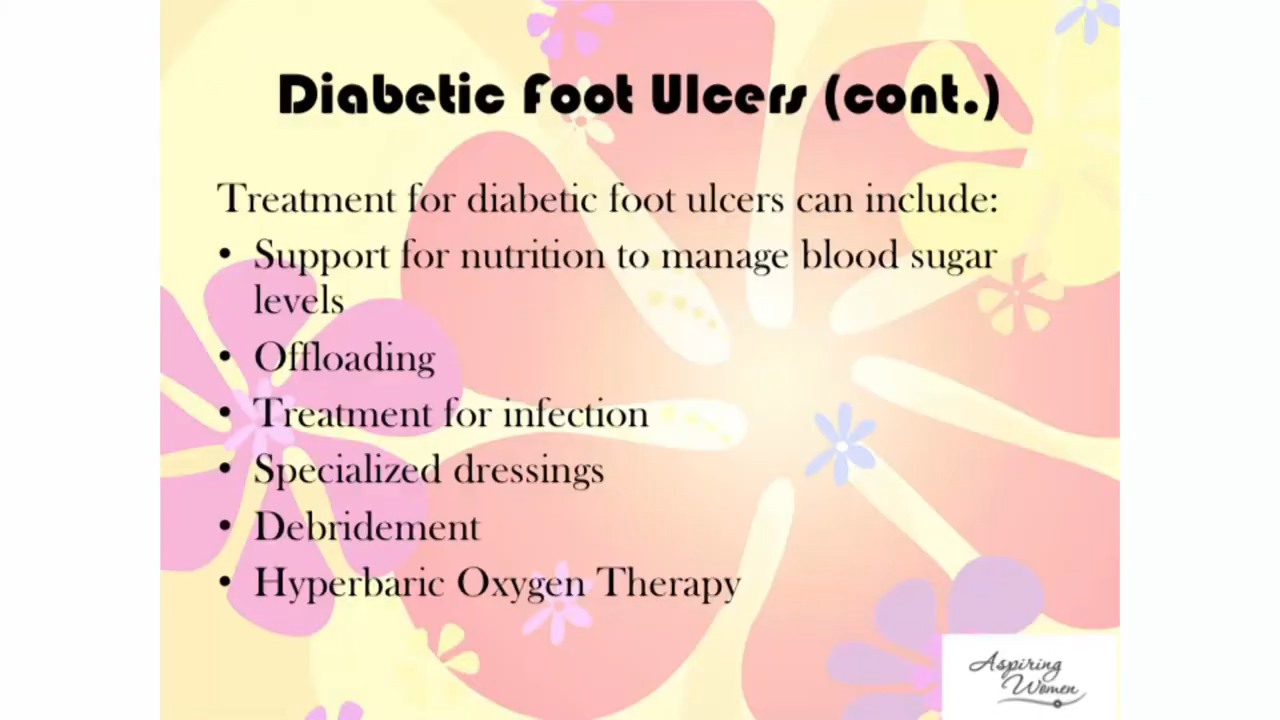 Diabetic Foot Ulcers (cont.)
Treatment for diabetic foot ulcers can include:
• Support for nutrition to manage blood sugar
levels
• Offloading
• Treatment for infection
• Specialized dressings
• Debridement
• Hyperbaric Oxygen Therapy
Aspiring
Women